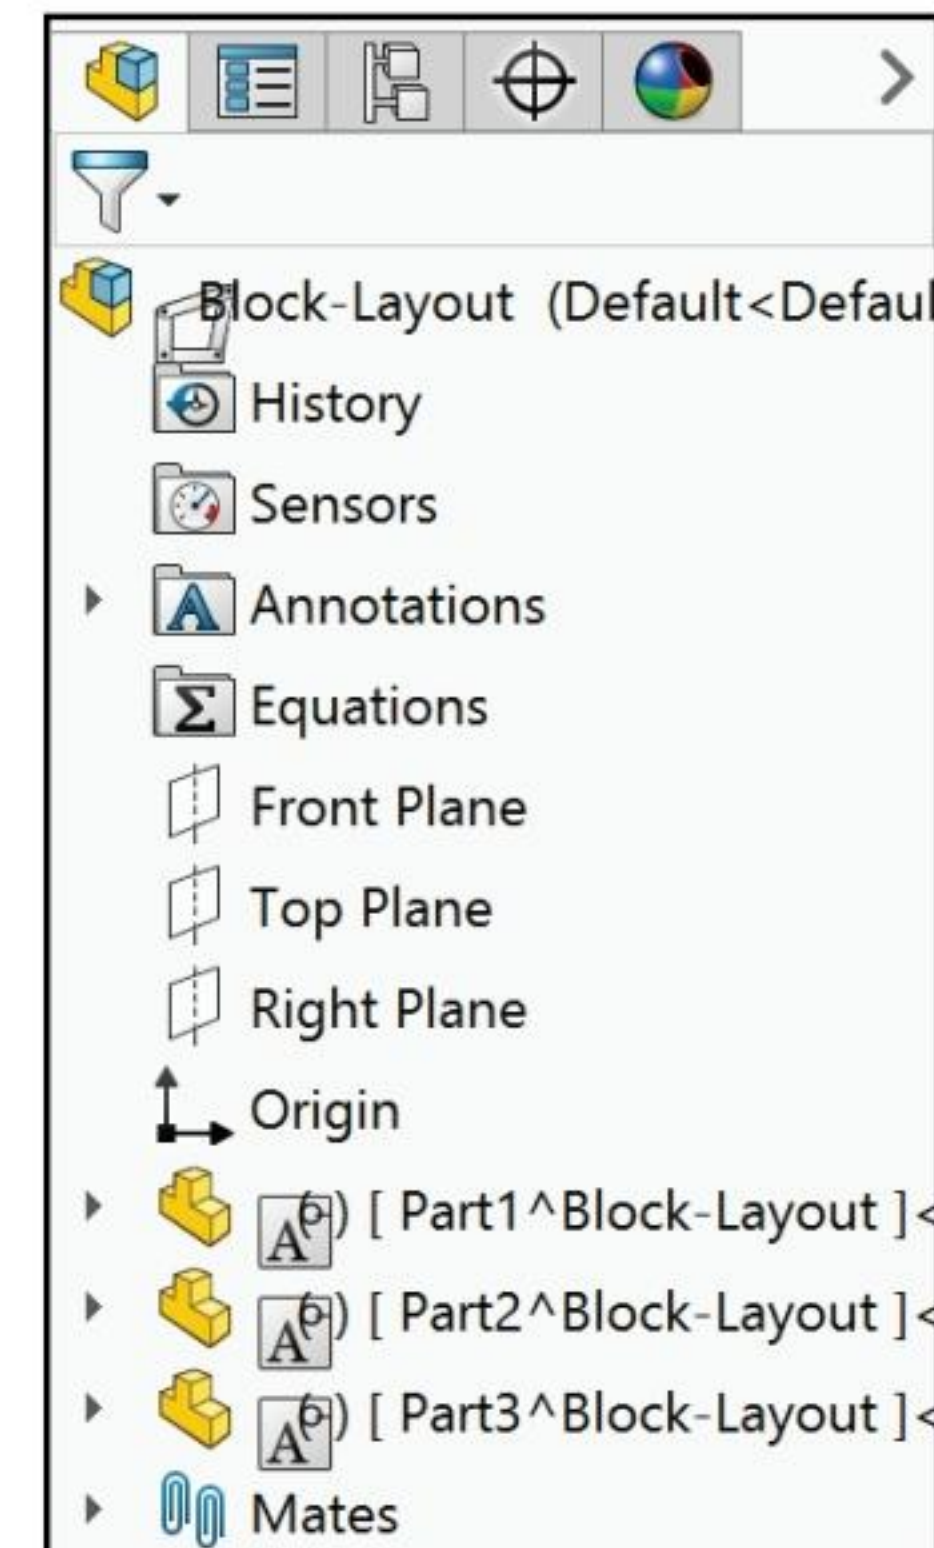 Block-Layout (Default<Defaul
History
Sensors
A Annotations
Σ Equations
Front Plane
Top Plane
Right Plane
Origin
A (-) [ Part1^Block-Layout ]<
A (-) [ Part2^Block-Layout ]<
A (-) [ Part3^Block-Layout ]<
Mates